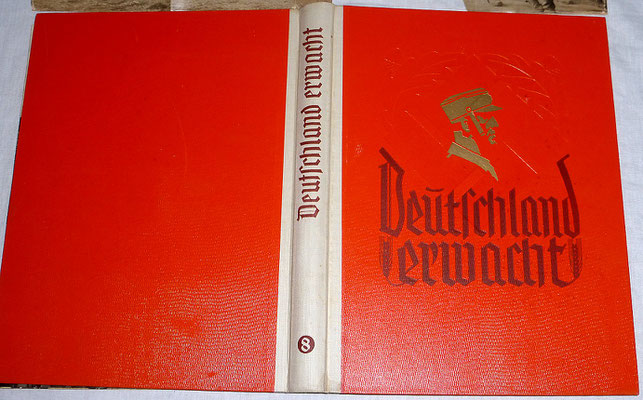 Deutſchland erwacht
8
Deutſchland
erwacht